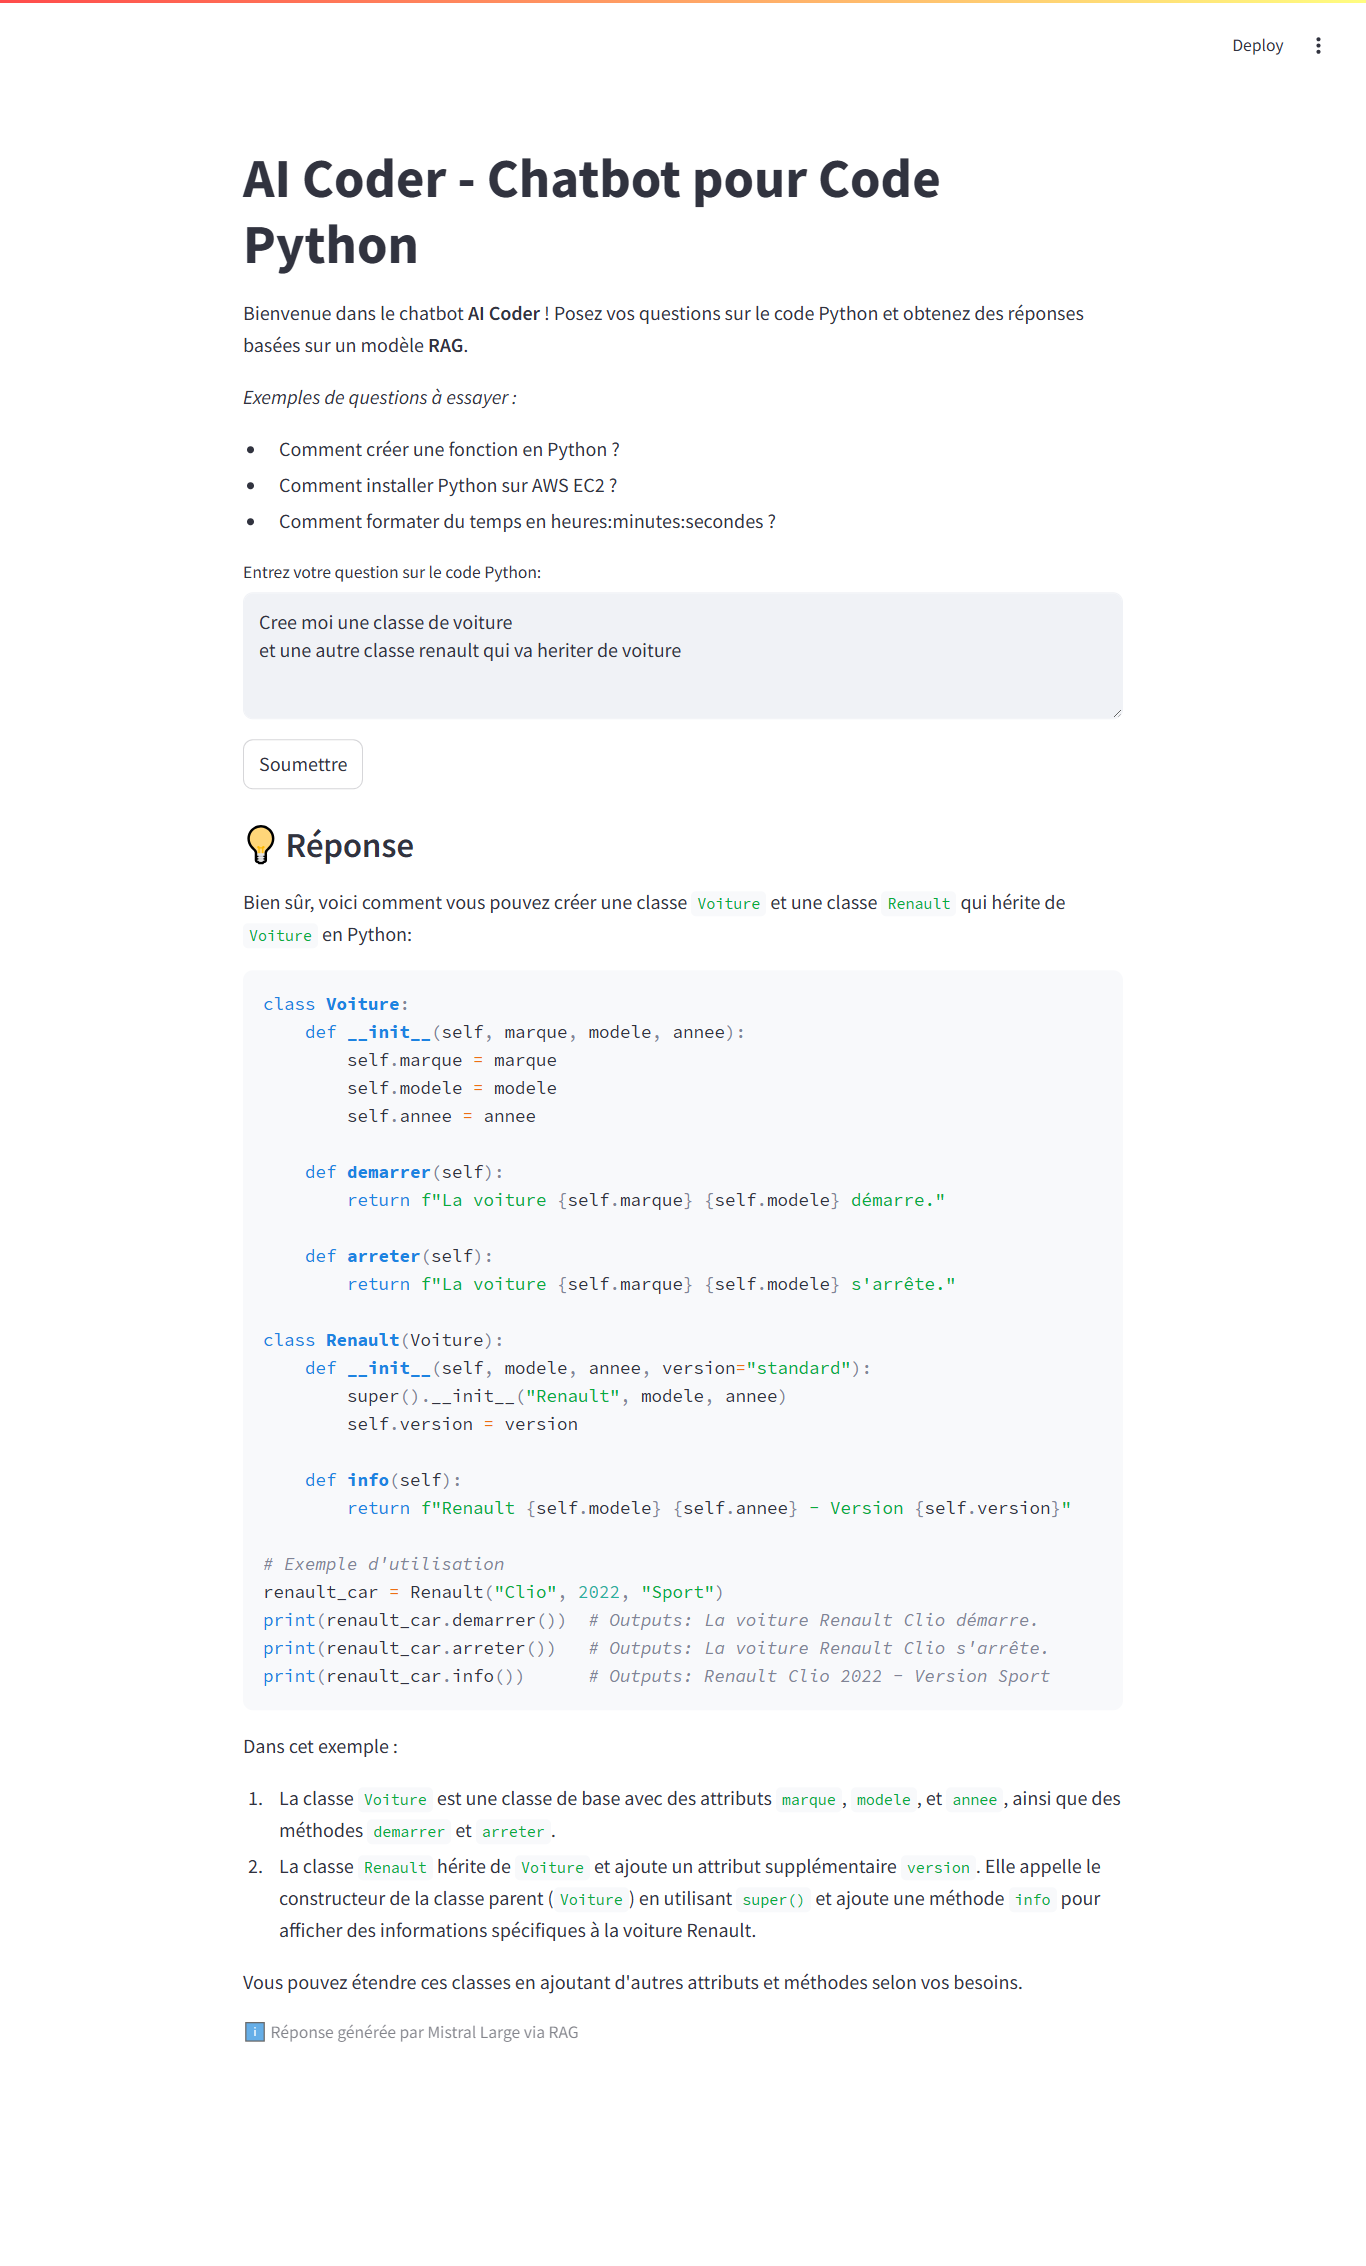 Deploy
AI Coder - Chatbot pour Code
Python
Bienvenue dans le chatbot AI Coder ! Posez vos questions sur le code Python et obtenez des réponses
basées sur un modèle RAG.
Exemples de questions à essayer :
• Comment créer une fonction en Python ?
• Comment installer Python sur AWS EC2 ?
• Comment formater du temps en heures:minutes:secondes ?
Entrez votre question sur le code Python:
Cree moi une classe de voiture
et une autre classe renault qui va heriter de voiture
Soumettre
💡 Réponse
Bien sûr, voici comment vous pouvez créer une classe Voiture et une classe Renault qui hérite de
Voiture en Python:
class Voiture:
    def __init__(self, marque, modele, annee):
        self.marque = marque
        self.modele = modele
        self.annee = annee

    def demarrer(self):
        return f"La voiture {self.marque} {self.modele} démarre."

    def arreter(self):
        return f"La voiture {self.marque} {self.modele} s'arrête."

class Renault(Voiture):
    def __init__(self, modele, annee, version="standard"):
        super().__init__("Renault", modele, annee)
        self.version = version

    def info(self):
        return f"Renault {self.modele} {self.annee} - Version {self.version}"

# Exemple d'utilisation
renault_car = Renault("Clio", 2022, "Sport")
print(renault_car.demarrer())  # Outputs: La voiture Renault Clio démarre.
print(renault_car.arreter())   # Outputs: La voiture Renault Clio s'arrête.
print(renault_car.info())      # Outputs: Renault Clio 2022 - Version Sport
Dans cet exemple :
1. La classe Voiture est une classe de base avec des attributs marque , modele , et annee , ainsi que des
méthodes demarrer et arreter .
2. La classe Renault hérite de Voiture et ajoute un attribut supplémentaire version . Elle appelle le
constructeur de la classe parent ( Voiture ) en utilisant super() et ajoute une méthode info pour
afficher des informations spécifiques à la voiture Renault.
Vous pouvez étendre ces classes en ajoutant d'autres attributs et méthodes selon vos besoins.
ℹ️ Réponse générée par Mistral Large via RAG